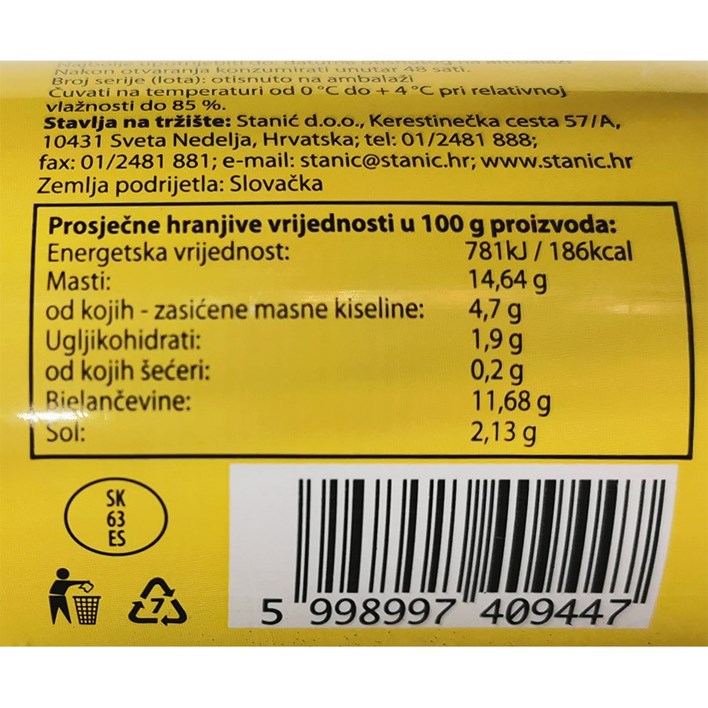 Nakon otvaranja konzumirati unutar 48 sati.
Broj serije (lota): otisnuto na ambalaži
Čuvati na temperaturi od 0 °C do + 4 °C pri relativnoj
vlažnosti do 85 %.
Stavlja na tržište: Stanić d.o.o., Kerestinečka cesta 57/A,
10431 Sveta Nedelja, Hrvatska; tel: 01/2481 888;
fax: 01/2481 881; e-mail: stanic@stanic.hr; www.stanic.hr
Zemlja podrijetla: Slovačka
Prosječne hranjive vrijednosti u 100 g proizvoda:
Energetska vrijednost: 781kJ / 186kcal
Masti: 14,64 g
od kojih - zasićene masne kiseline: 4,7 g
Ugljikohidrati: 1,9 g
od kojih šećeri: 0,2 g
Bjelančevine: 11,68 g
Sol: 2,13 g
SK
63
ES
7
5 998997 409447